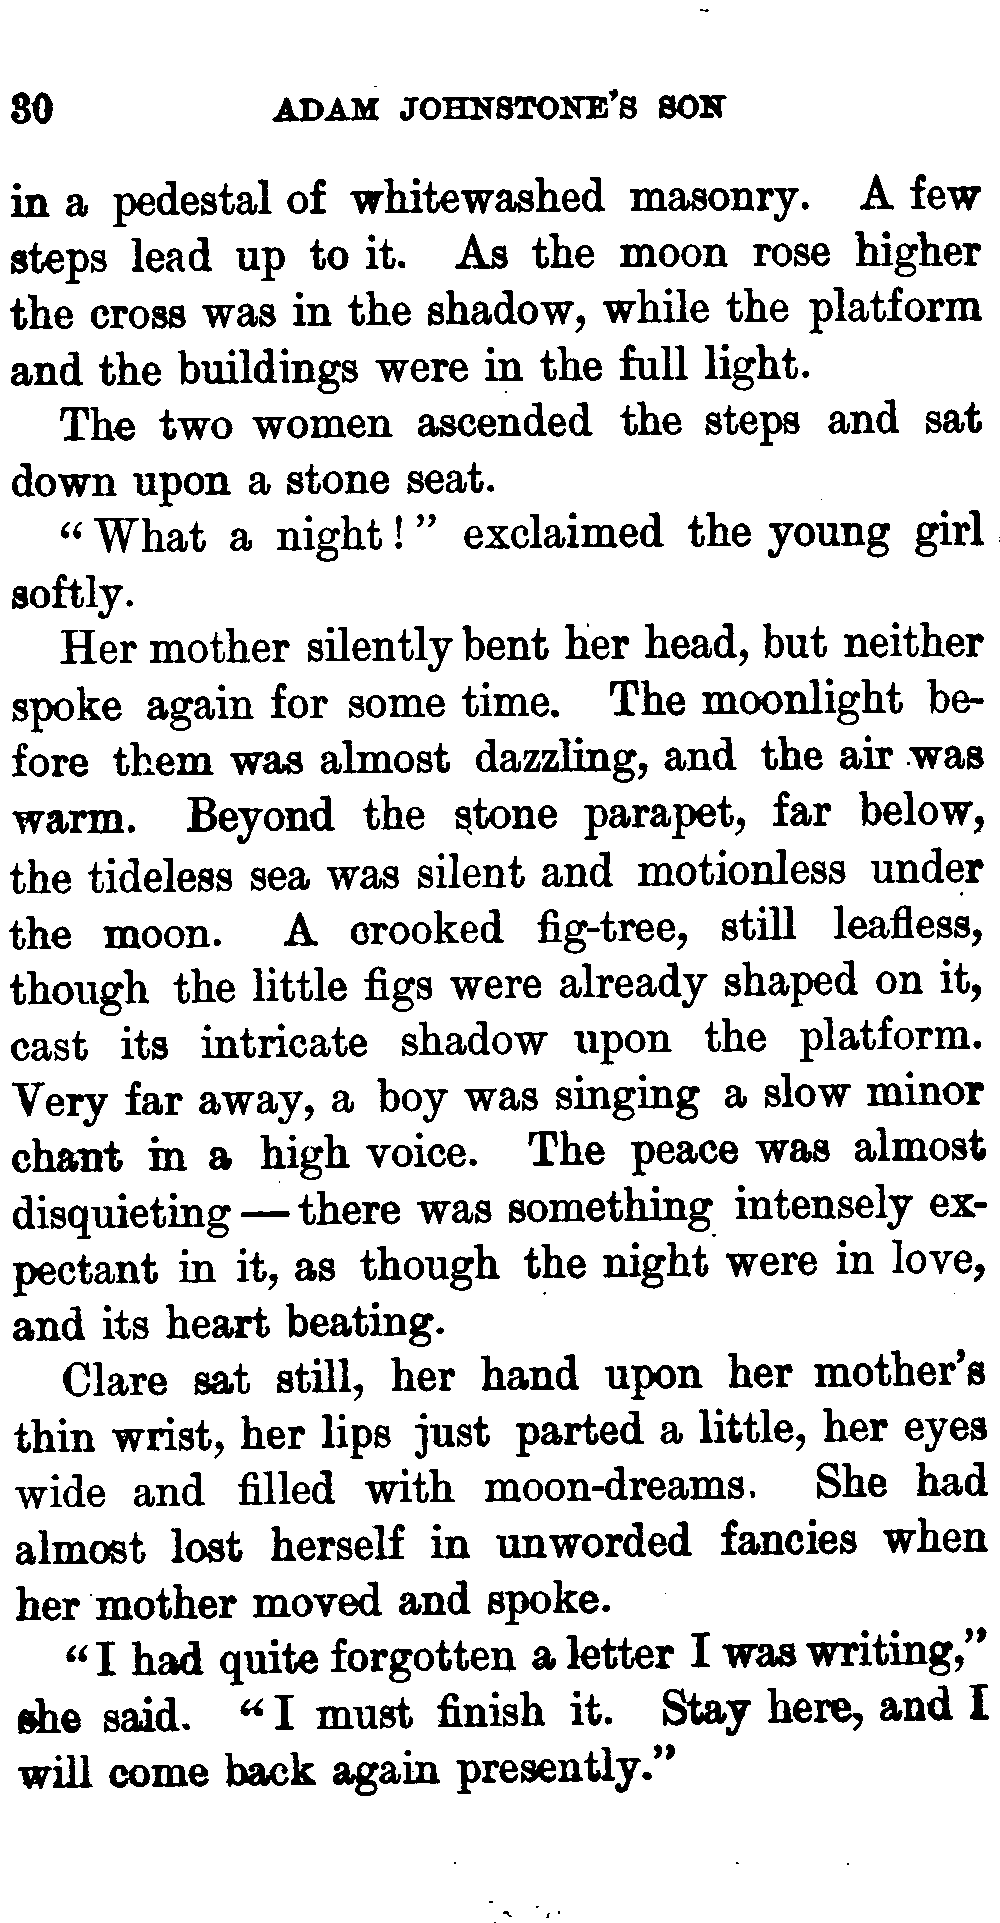 30 ADAM JOHNSTONE'S SON
in a pedestal of whitewashed masonry. A few
steps lead up to it. As the moon rose higher
the cross was in the shadow, while the platform
and the buildings were in the full light.
The two women ascended the steps and sat
down upon a stone seat.
"What a night!" exclaimed the young girl
softly.
Her mother silently bent her head, but neither
spoke again for some time. The moonlight be-
fore them was almost dazzling, and the air was
warm. Beyond the stone parapet, far below,
the tideless sea was silent and motionless under
the moon. A crooked fig-tree, still leafless,
though the little figs were already shaped on it,
cast its intricate shadow upon the platform.
Very far away, a boy was singing a slow minor
chant in a high voice. The peace was almost
disquieting — there was something intensely ex-
pectant in it, as though the night were in love,
and its heart beating.
Clare sat still, her hand upon her mother's
thin wrist, her lips just parted a little, her eyes
wide and filled with moon-dreams. She had
almost lost herself in unworded fancies when
her mother moved and spoke.
"I had quite forgotten a letter I was writing,"
she said. "I must finish it. Stay here, and I
will come back again presently."